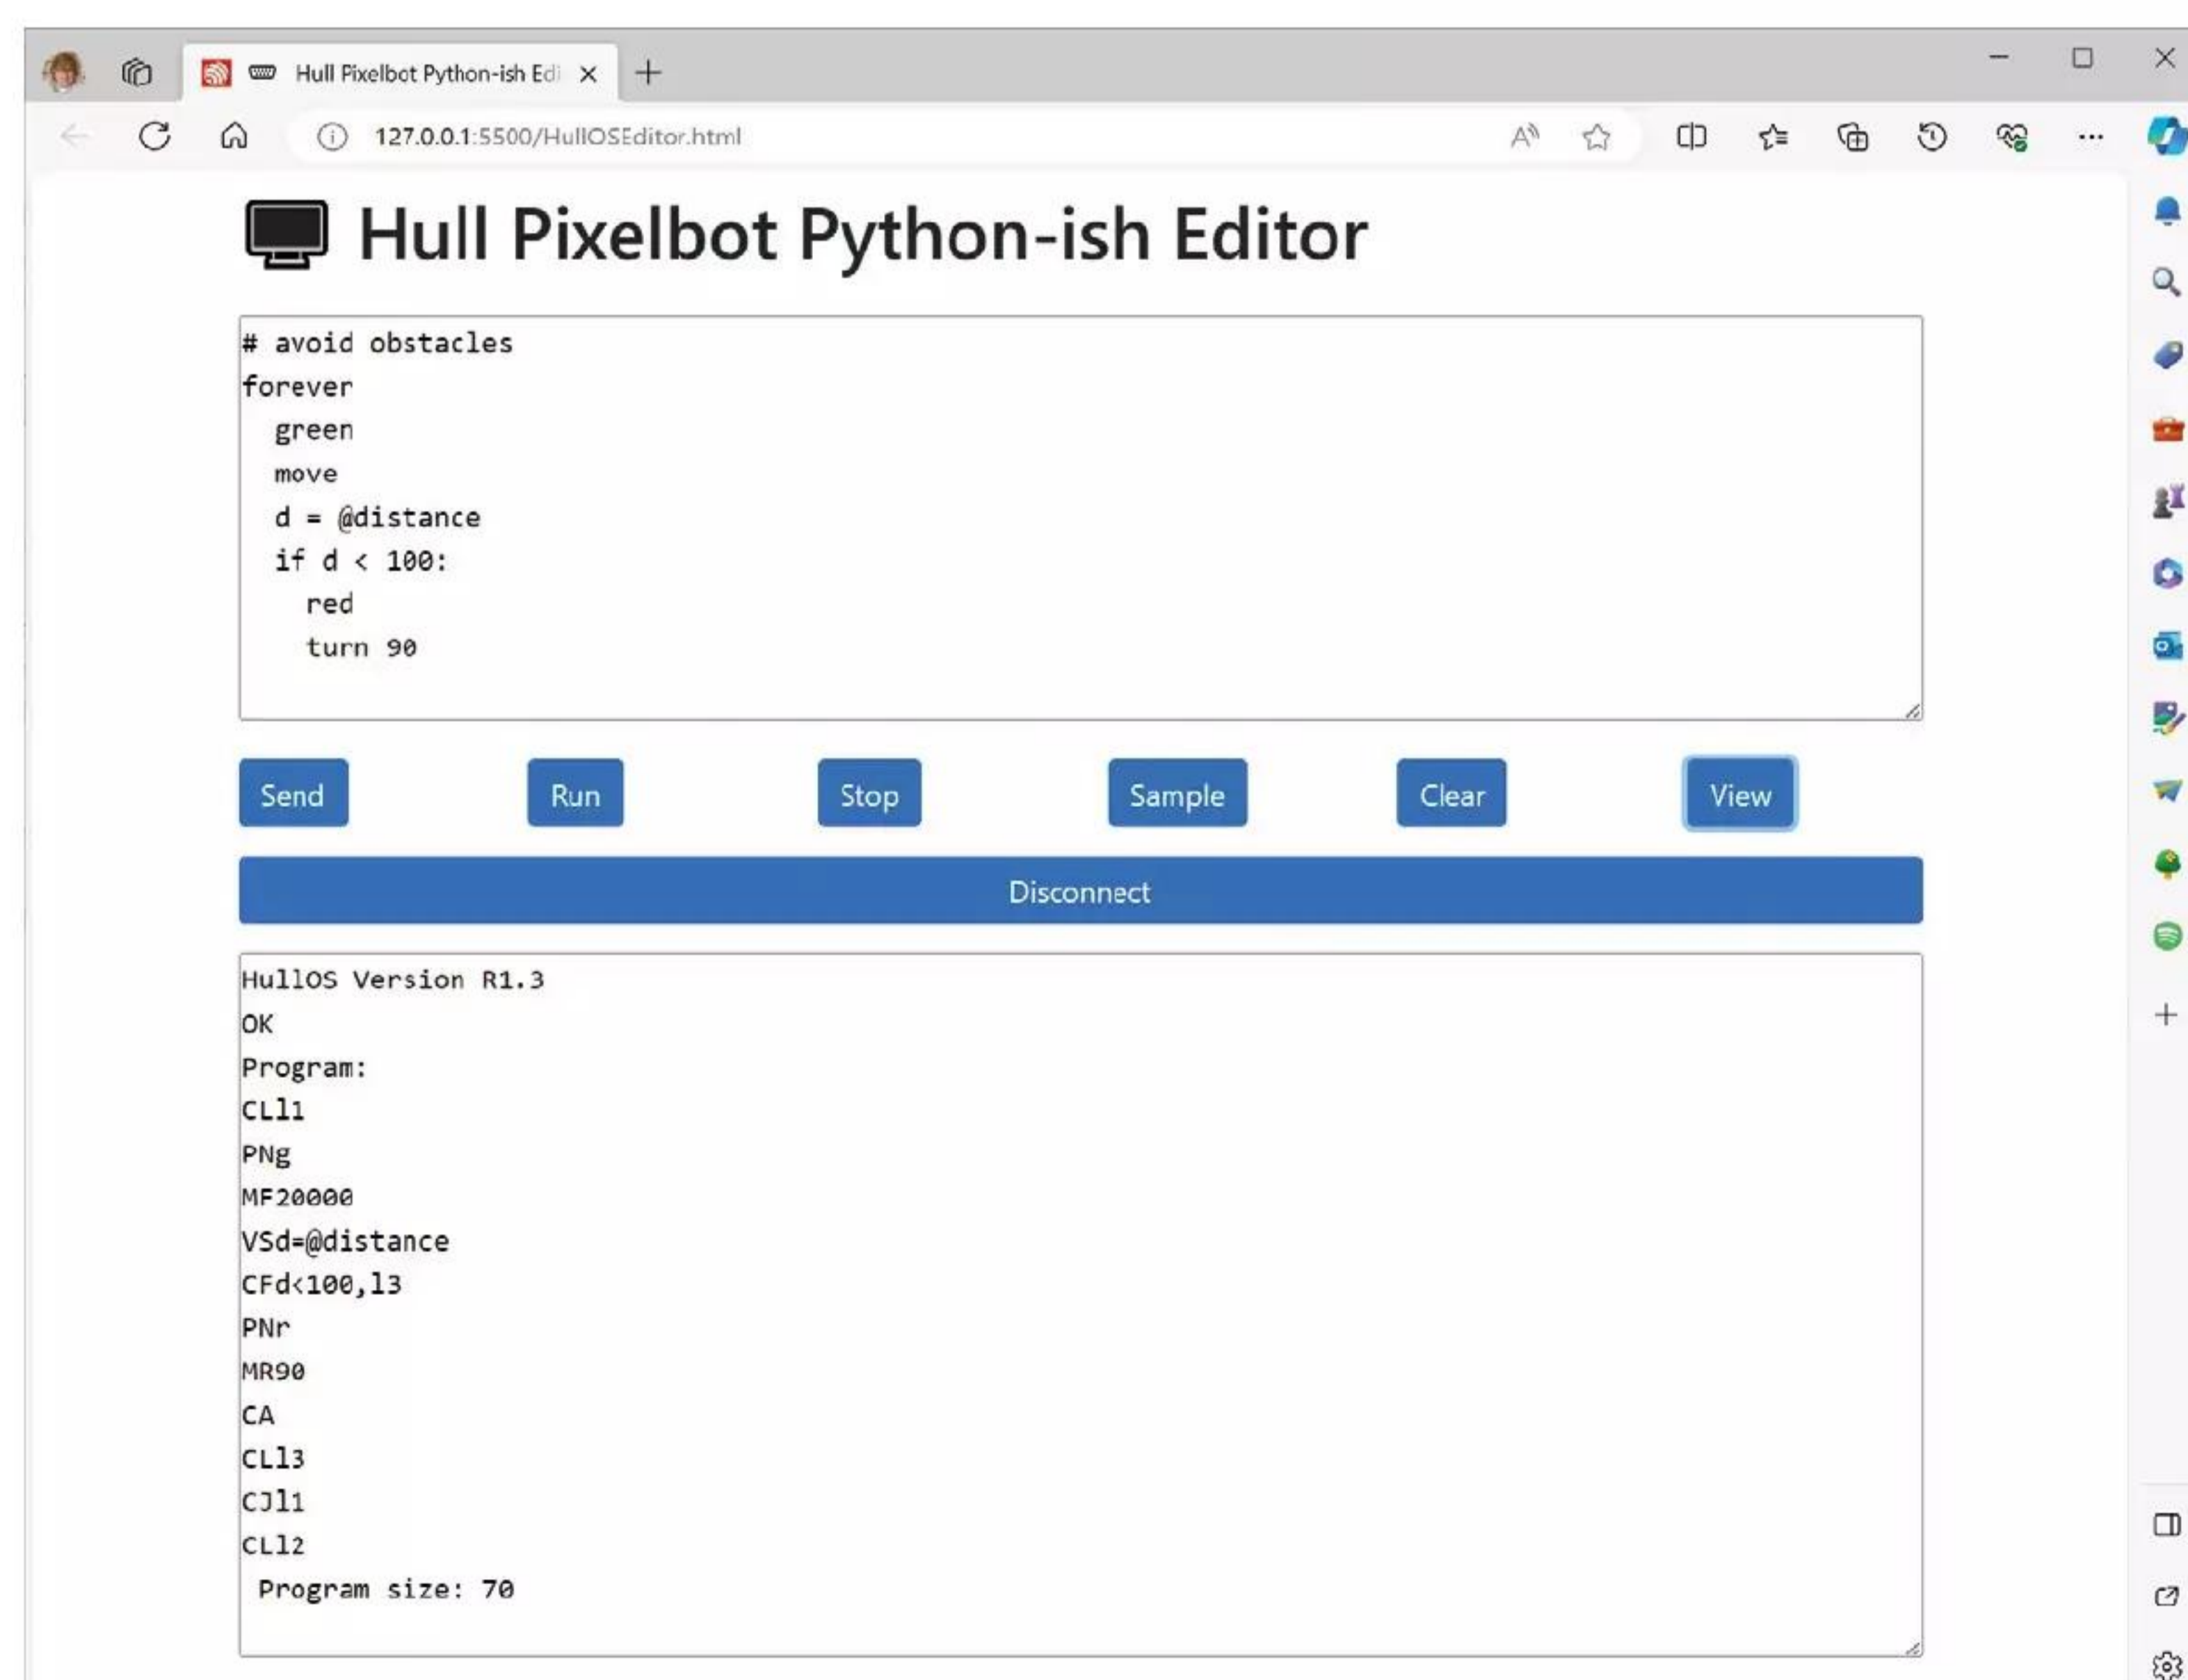 Hull Pixelbot Python-ish Edi
127.0.0.1:5500/HullOSEditor.html
Hull Pixelbot Python-ish Editor
# avoid obstacles
forever
  green
  move
  d = @distance
  if d < 100:
    red
    turn 90
Send Run Stop Sample Clear View
Disconnect
HullOS Version R1.3
OK
Program:
CLl1
PNg
MF20000
VSd=@distance
CFd<100,l3
PNr
MR90
CA
CLl3
CJl1
CLl2
 Program size: 70